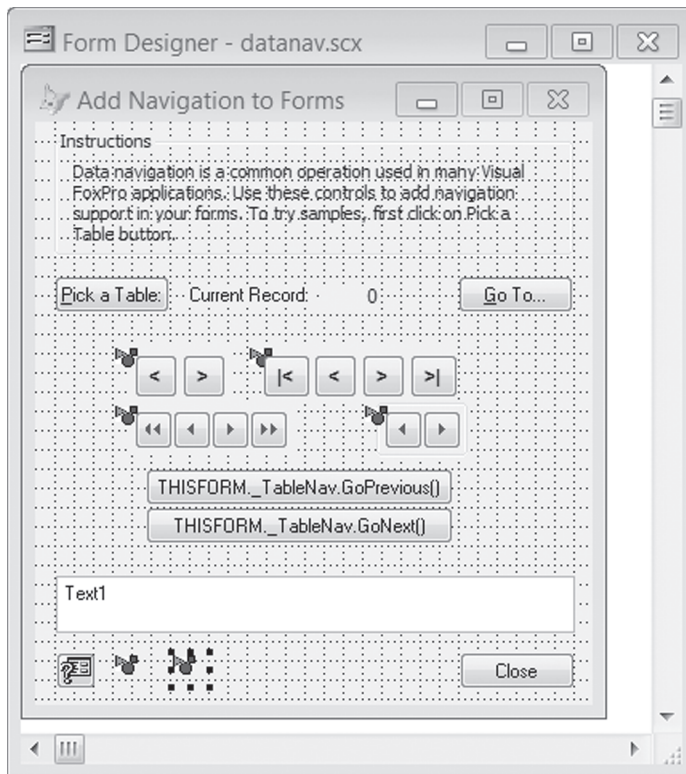 Form Designer - datanav.scx
Add Navigation to Forms
Instructions
Data navigation is a common operation used in many Visual
FoxPro applications. Use these controls to add navigation
support in your forms. To try samples, first click on Pick a
Table button.
Pick a Table: Current Record: 0 Go To...
< > |< < > >|
THISFORM._TableNav.GoPrevious()
THISFORM._TableNav.GoNext()
Text1
Close